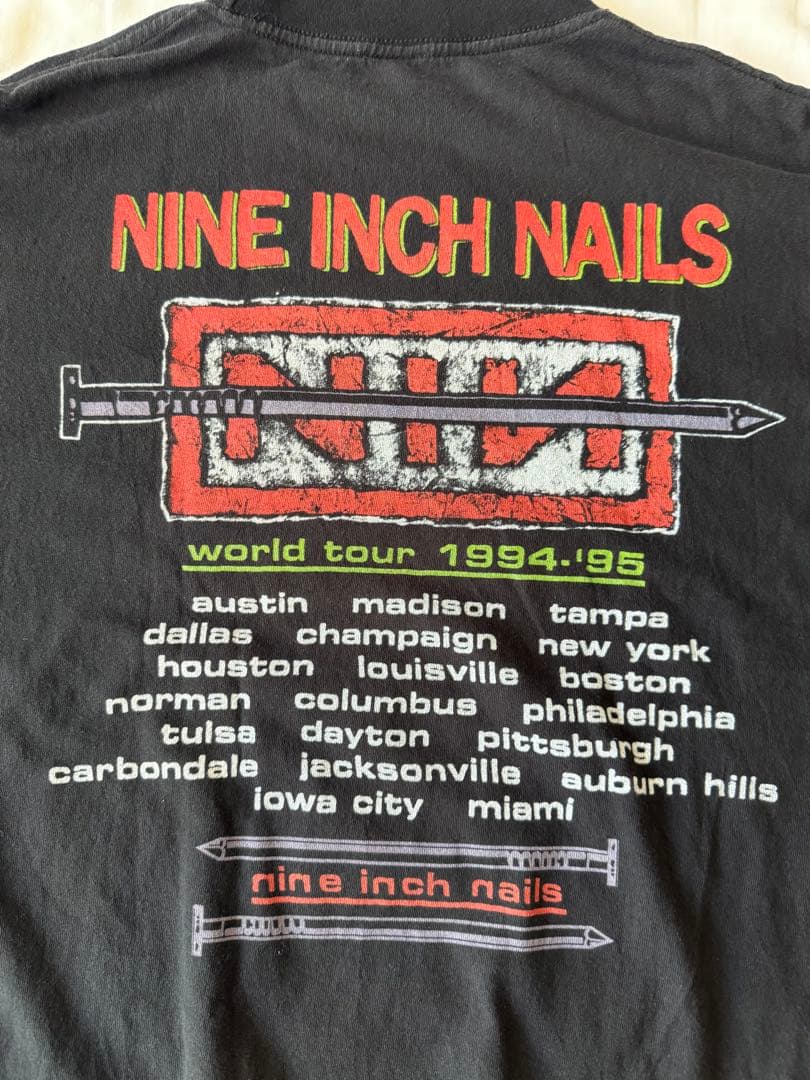 NINE INCH NAILS
NIN
world tour 1994-'95
austin madison tampa
dallas champaign new york
houston louisville boston
norman columbus philadelphia
tulsa dayton pittsburgh
carbondale jacksonville auburn hills
iowa city miami
nine inch nails